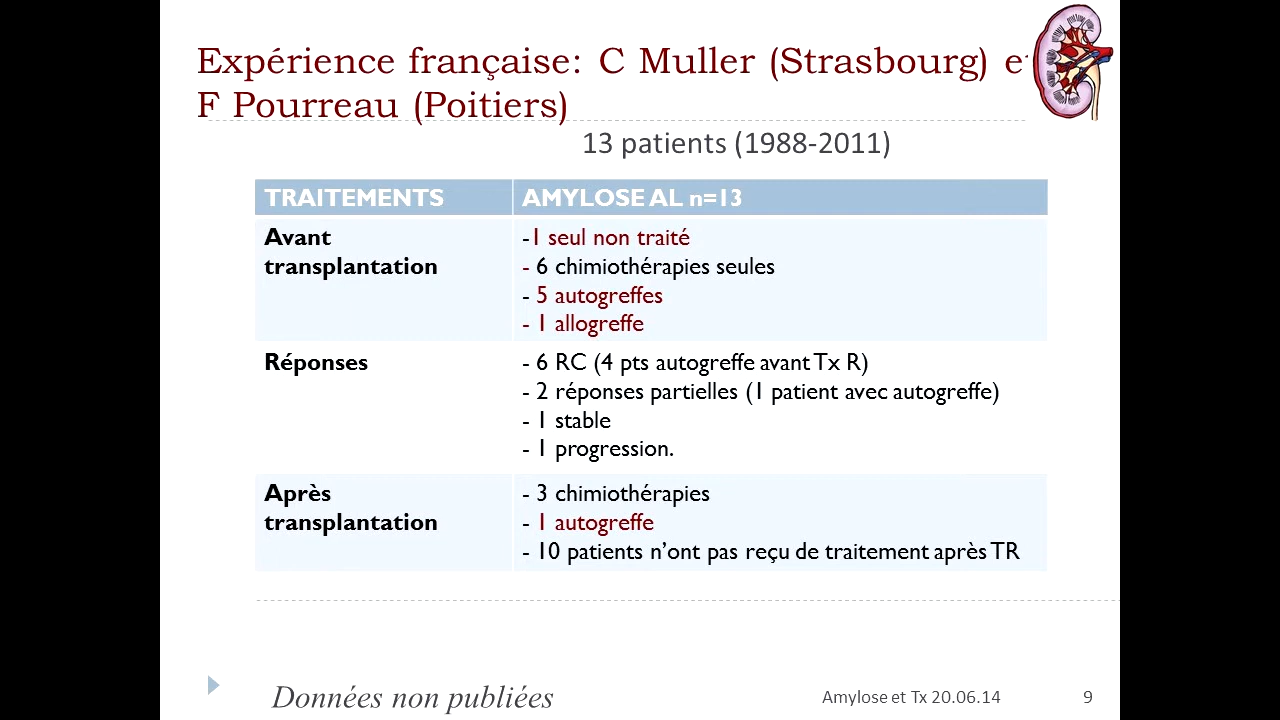 Expérience française: C Muller (Strasbourg) et
F Pourreau (Poitiers)
13 patients (1988-2011)
TRAITEMENTS
AMYLOSE AL n=13
Avant
transplantation
-1 seul non traité
- 6 chimiothérapies seules
- 5 autogreffes
- 1 allogreffe
Réponses
- 6 RC (4 pts autogreffe avant Tx R)
- 2 réponses partielles (1 patient avec autogreffe)
- 1 stable
- 1 progression.
Après
transplantation
- 3 chimiothérapies
- 1 autogreffe
- 10 patients n’ont pas reçu de traitement après TR
Données non publiées
Amylose et Tx 20.06.14
9